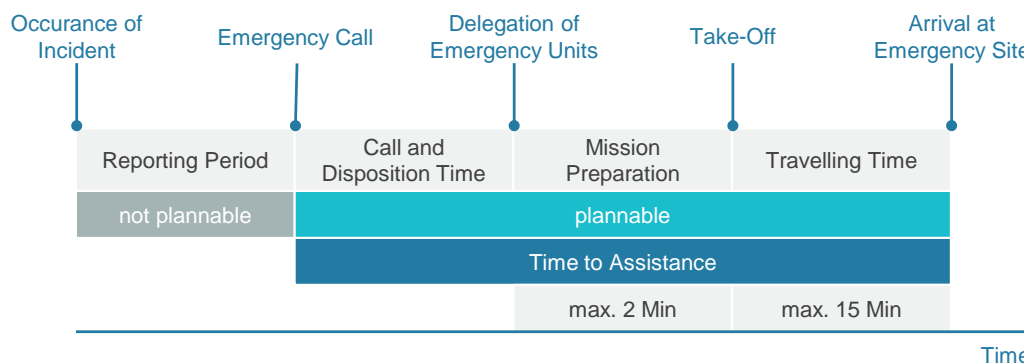 Occurance of
Incident
Emergency Call
Delegation of
Emergency Units
Take-Off
Arrival at
Emergency Site
Reporting Period
Call and
Disposition Time
Mission
Preparation
Travelling Time
not plannable
plannable
Time to Assistance
max. 2 Min
max. 15 Min
Time